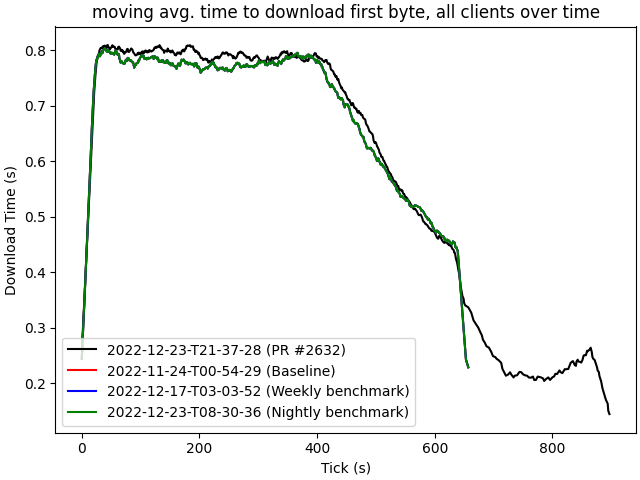 moving avg. time to download first byte, all clients over time
Download Time (s)
0.8
0.7
0.6
0.5
0.4
0.3
0.2
2022-12-23-T21-37-28 (PR #2632)
2022-11-24-T00-54-29 (Baseline)
2022-12-17-T03-03-52 (Weekly benchmark)
2022-12-23-T08-30-36 (Nightly benchmark)
0 200 400 600 800
Tick (s)